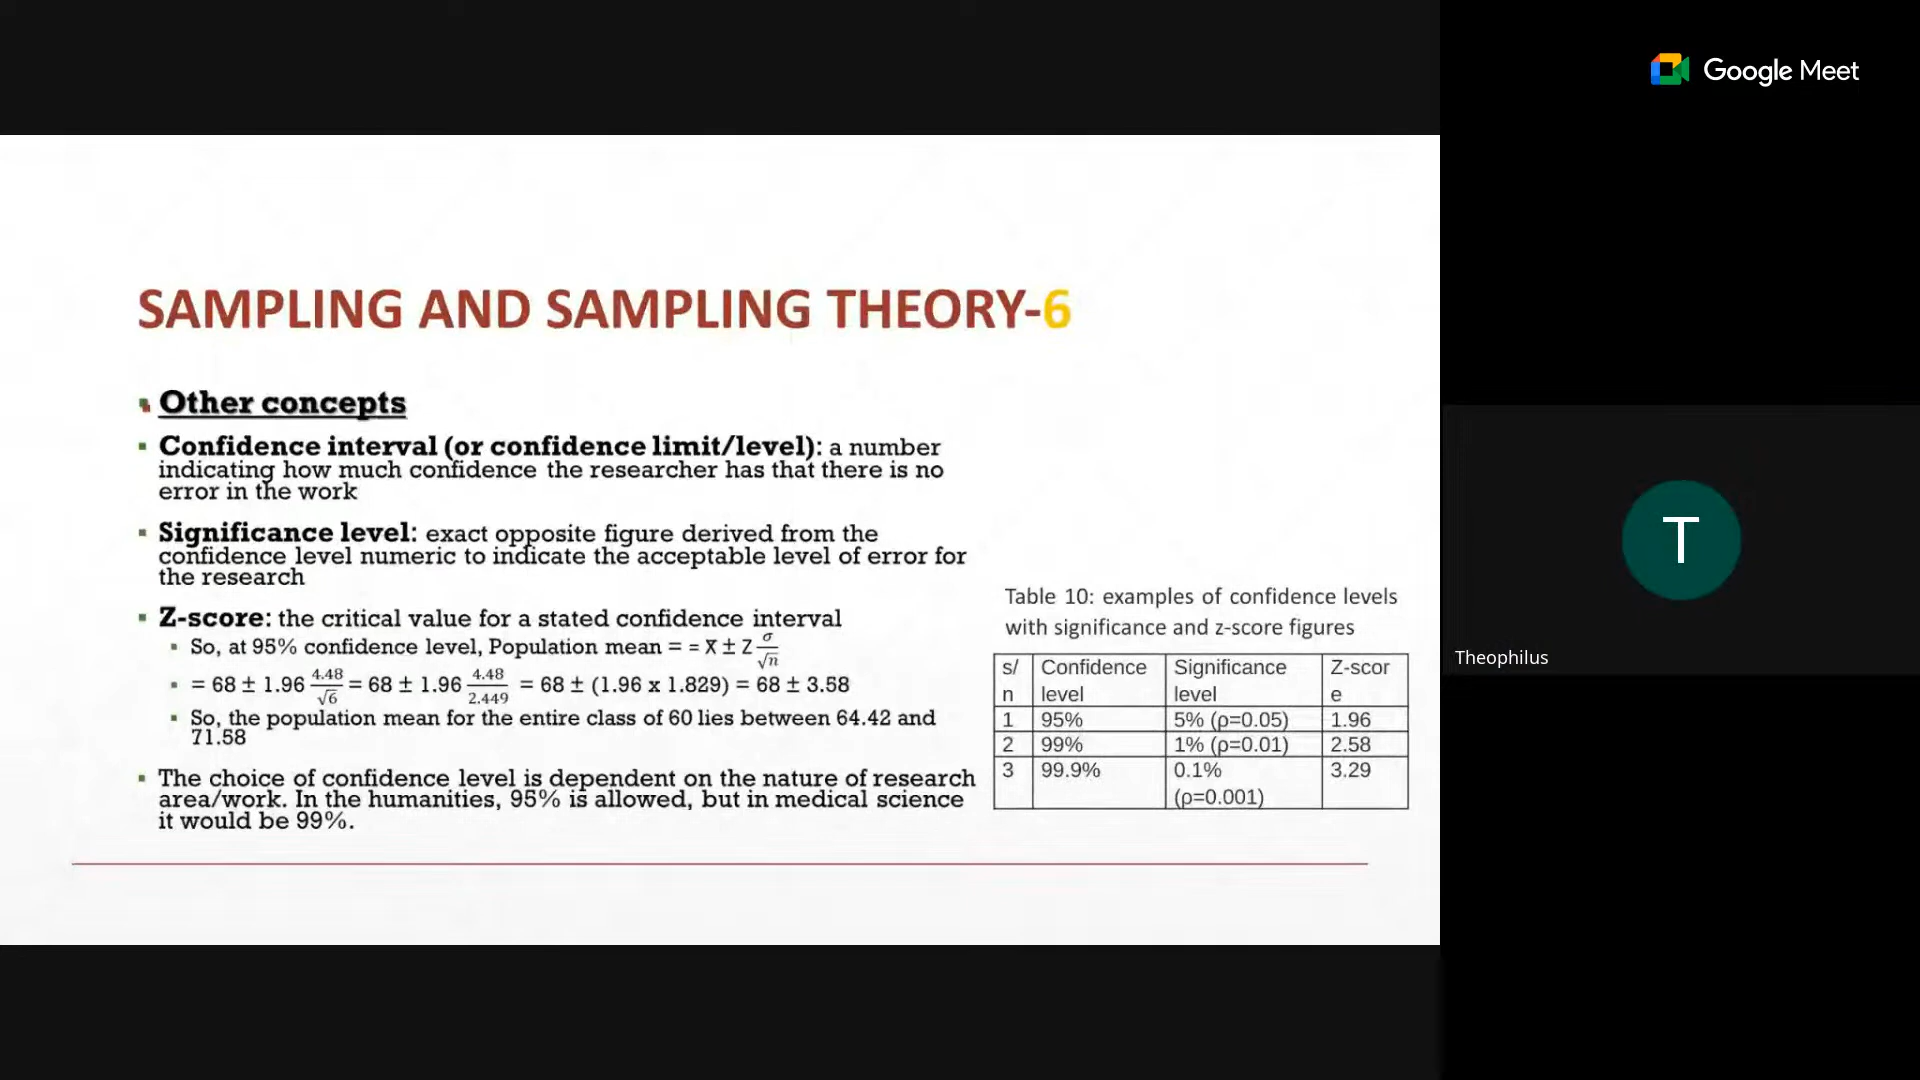 Google Meet
SAMPLING AND SAMPLING THEORY-6
▪ Other concepts
▪ Confidence interval (or confidence limit/level): a number
indicating how much confidence the researcher has that there is no
error in the work
▪ Significance level: exact opposite figure derived from the
confidence level numeric to indicate the acceptable level of error for
the research
▪ Z-score: the critical value for a stated confidence interval
▪ So, at 95% confidence level, Population mean = = X̄ ± Z σ/√n
▪ = 68 ± 1.96 4.48/√6 = 68 ± 1.96 4.48/2.449 = 68 ± (1.96 x 1.829) = 68 ± 3.58
▪ So, the population mean for the entire class of 60 lies between 64.42 and
71.58
▪ The choice of confidence level is dependent on the nature of research
area/work. In the humanities, 95% is allowed, but in medical science
it would be 99%.
Table 10: examples of confidence levels
with significance and z-score figures
s/ Confidence Significance Z-scor
n level level e
1 95% 5% (ρ=0.05) 1.96
2 99% 1% (ρ=0.01) 2.58
3 99.9% 0.1% 3.29
(ρ=0.001)
T
Theophilus